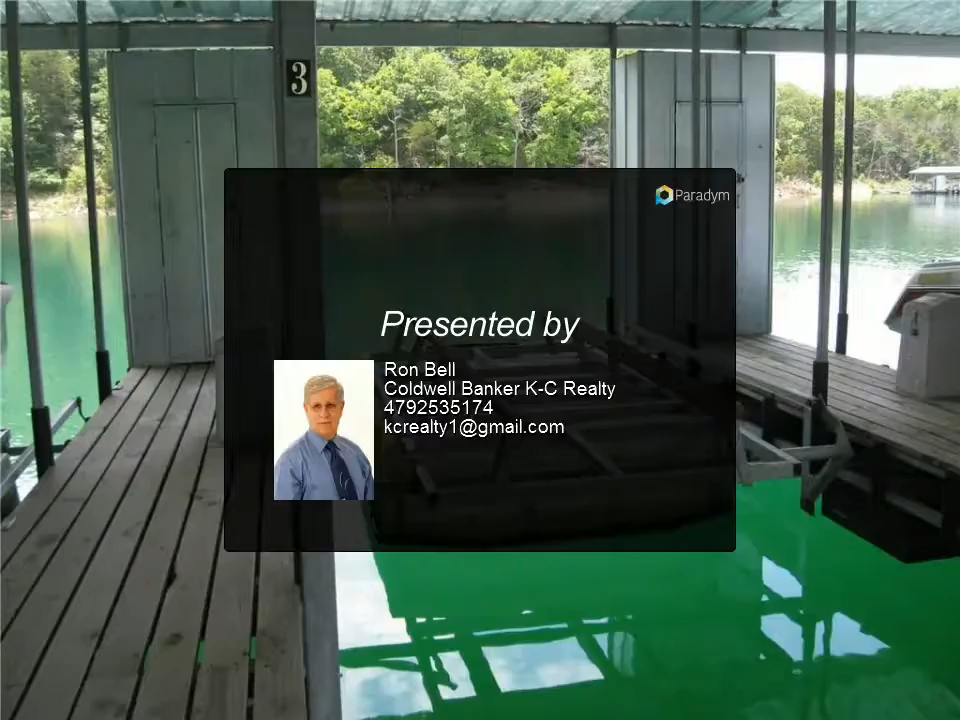 3
Paradym
Presented by
Ron Bell
Coldwell Banker K-C Realty
4792535174
kcrealty1@gmail.com